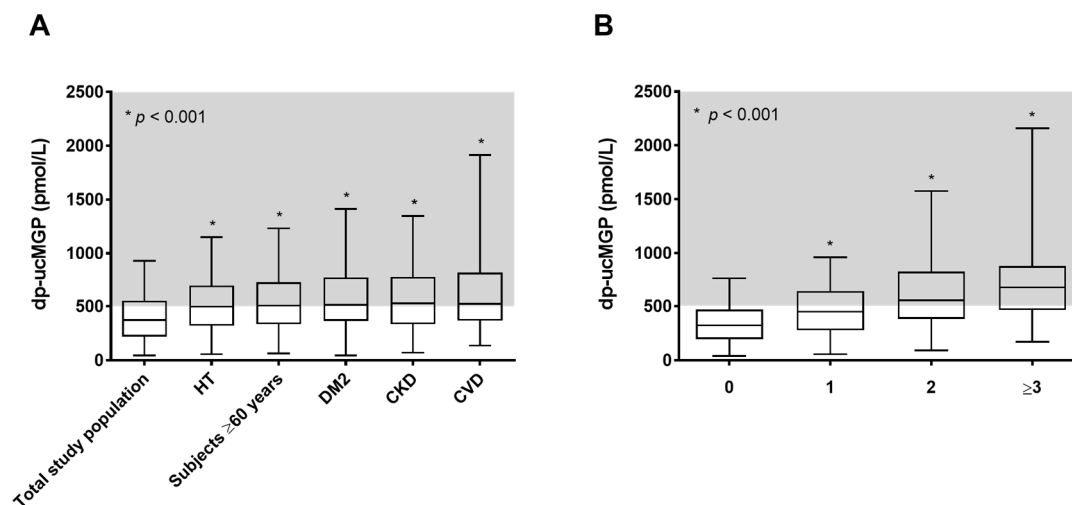 A
dp-ucMGP (pmol/L)
2500
2000
1500
1000
500
0
* p < 0.001
*
*
*
*
*
Total study population
HT
Subjects ≥60 years
DM2
CKD
CVD
B
dp-ucMGP (pmol/L)
2500
2000
1500
1000
500
0
* p < 0.001
*
*
*
0
1
2
≥3